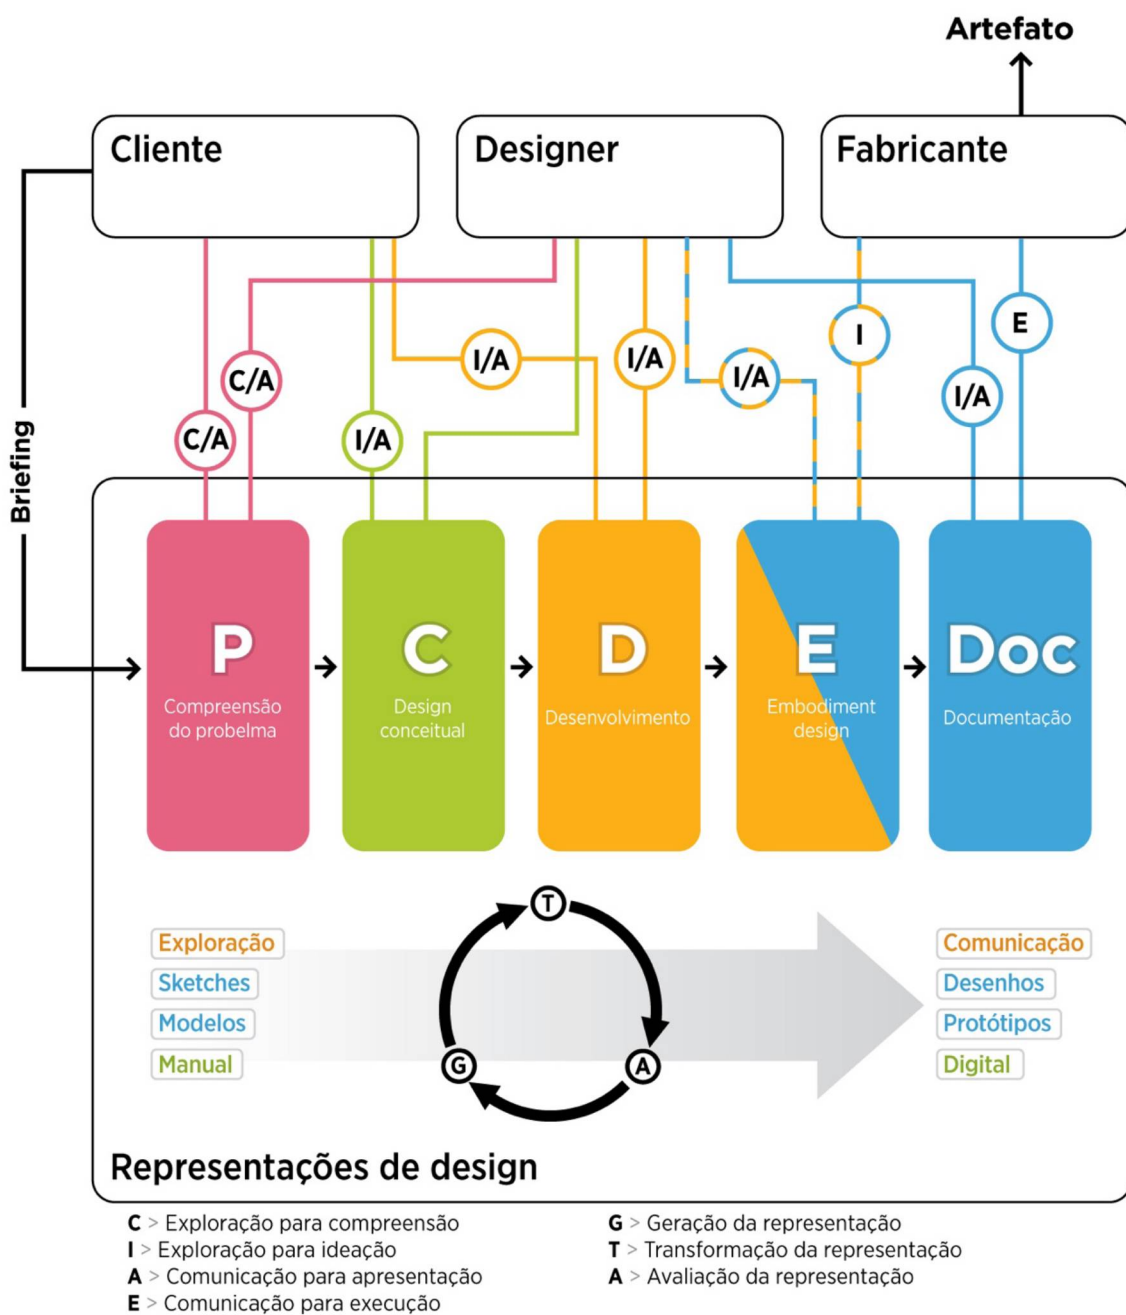 Artefato
Cliente
Designer
Fabricante
E
I
I/A
I/A
I/A
C/A
I/A
C/A
I/A
Briefing
P
Compreensão
do probelma
C
Design
conceitual
D
Desenvolvimento
E
Embodiment
design
Doc
Documentação
T
Exploração
Sketches
Modelos
Manual
G
A
Comunicação
Desenhos
Protótipos
Digital
Representações de design
C > Exploração para compreensão
I > Exploração para ideação
A > Comunicação para apresentação
E > Comunicação para execução
G > Geração da representação
T > Transformação da representação
A > Avaliação da representação